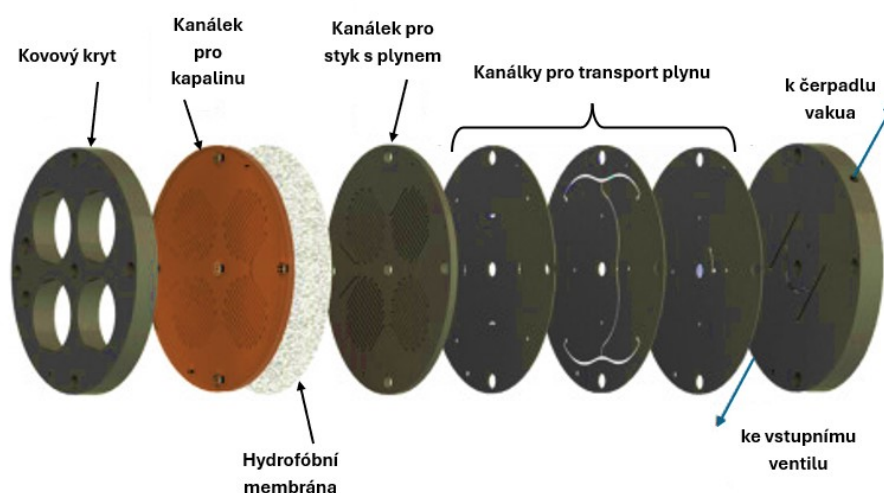 Kovový kryt
Kanálek
pro
kapalinu
Kanálek pro
styk s plynem
Kanálky pro transport plynu
k čerpadlu
vakua
Hydrofóbní
membrána
ke vstupnímu
ventilu